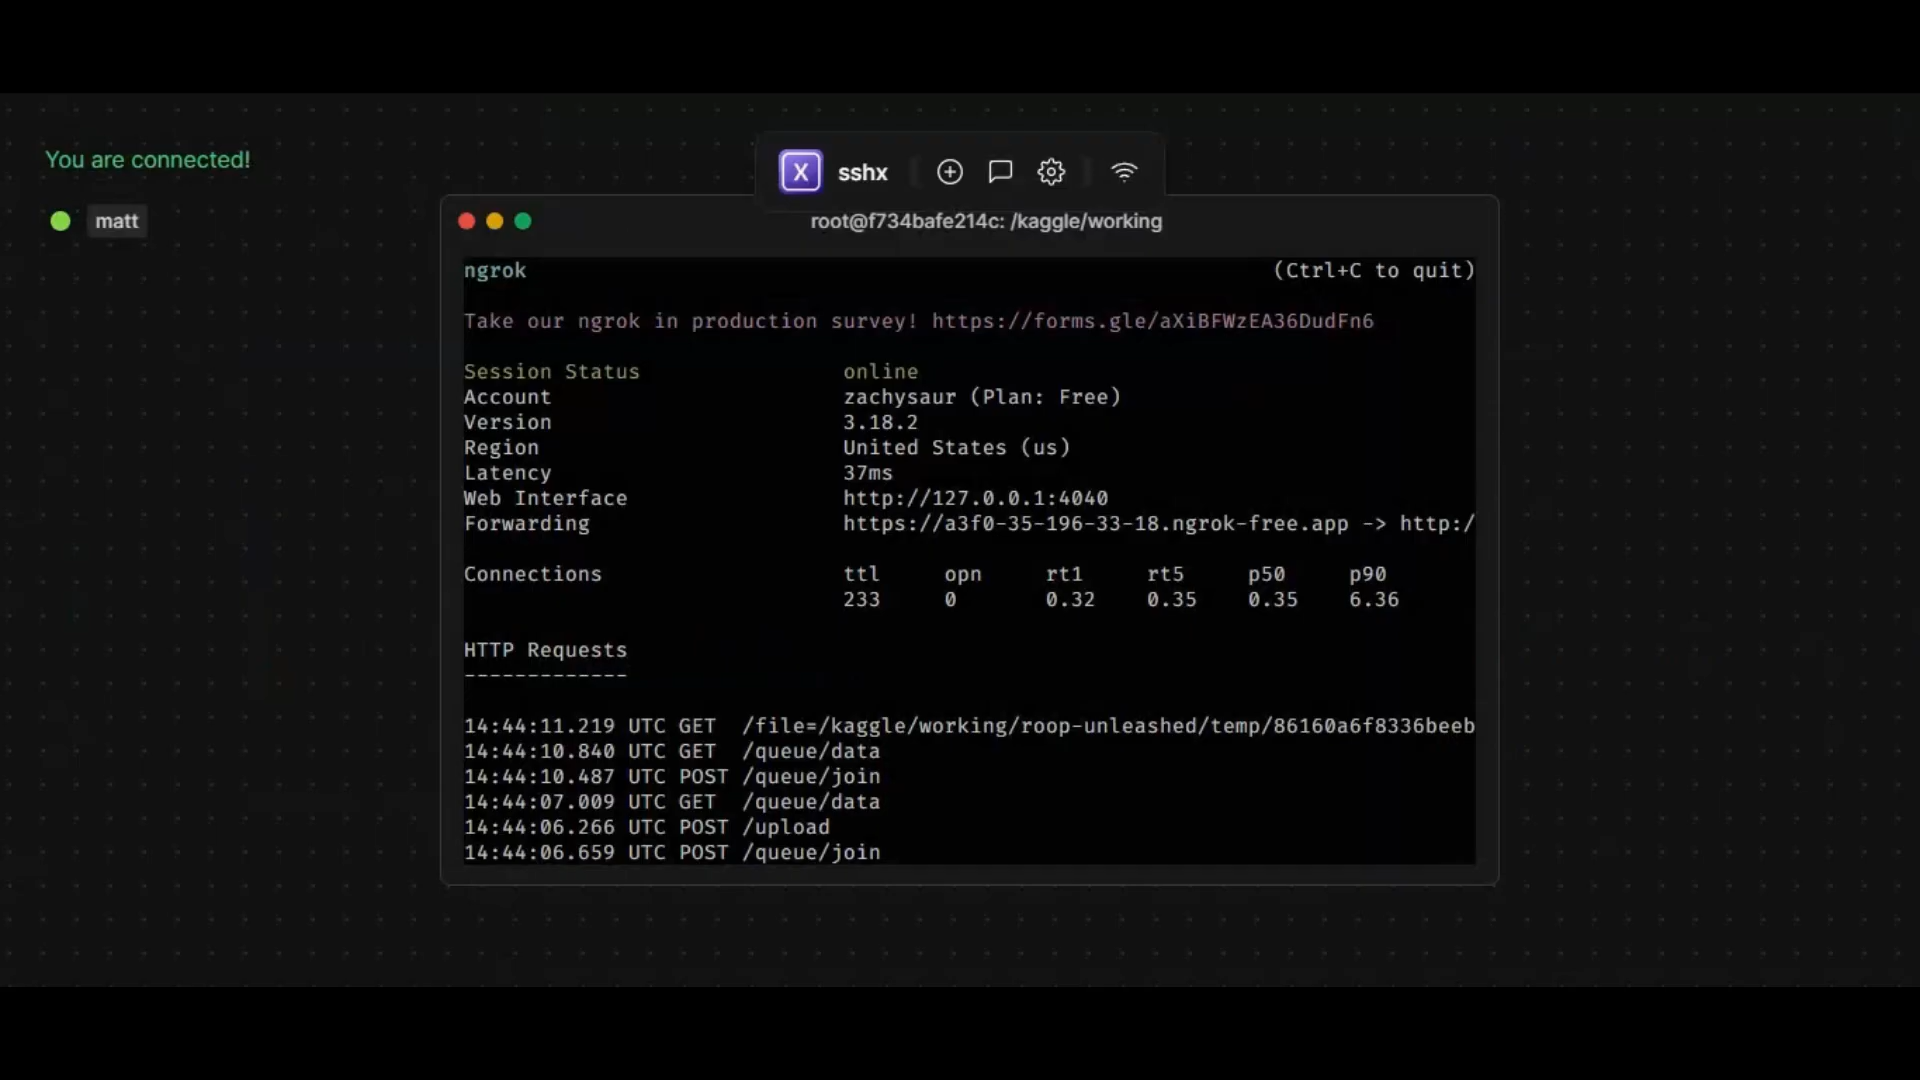 You are connected!
matt
X sshx
root@f734bafe214c: /kaggle/working
ngrok (Ctrl+C to quit)
Take our ngrok in production survey! https://forms.gle/aXiBFWzEA36DudFn6
Session Status online
Account zachysaur (Plan: Free)
Version 3.18.2
Region United States (us)
Latency 37ms
Web Interface http://127.0.0.1:4040
Forwarding https://a3f0-35-196-33-18.ngrok-free.app -> http:/
Connections ttl opn rt1 rt5 p50 p90
233 0 0.32 0.35 0.35 6.36
HTTP Requests
-------------
14:44:11.219 UTC GET /file=/kaggle/working/roop-unleashed/temp/86160a6f8336beeb
14:44:10.840 UTC GET /queue/data
14:44:10.487 UTC POST /queue/join
14:44:07.009 UTC GET /queue/data
14:44:06.266 UTC POST /upload
14:44:06.659 UTC POST /queue/join